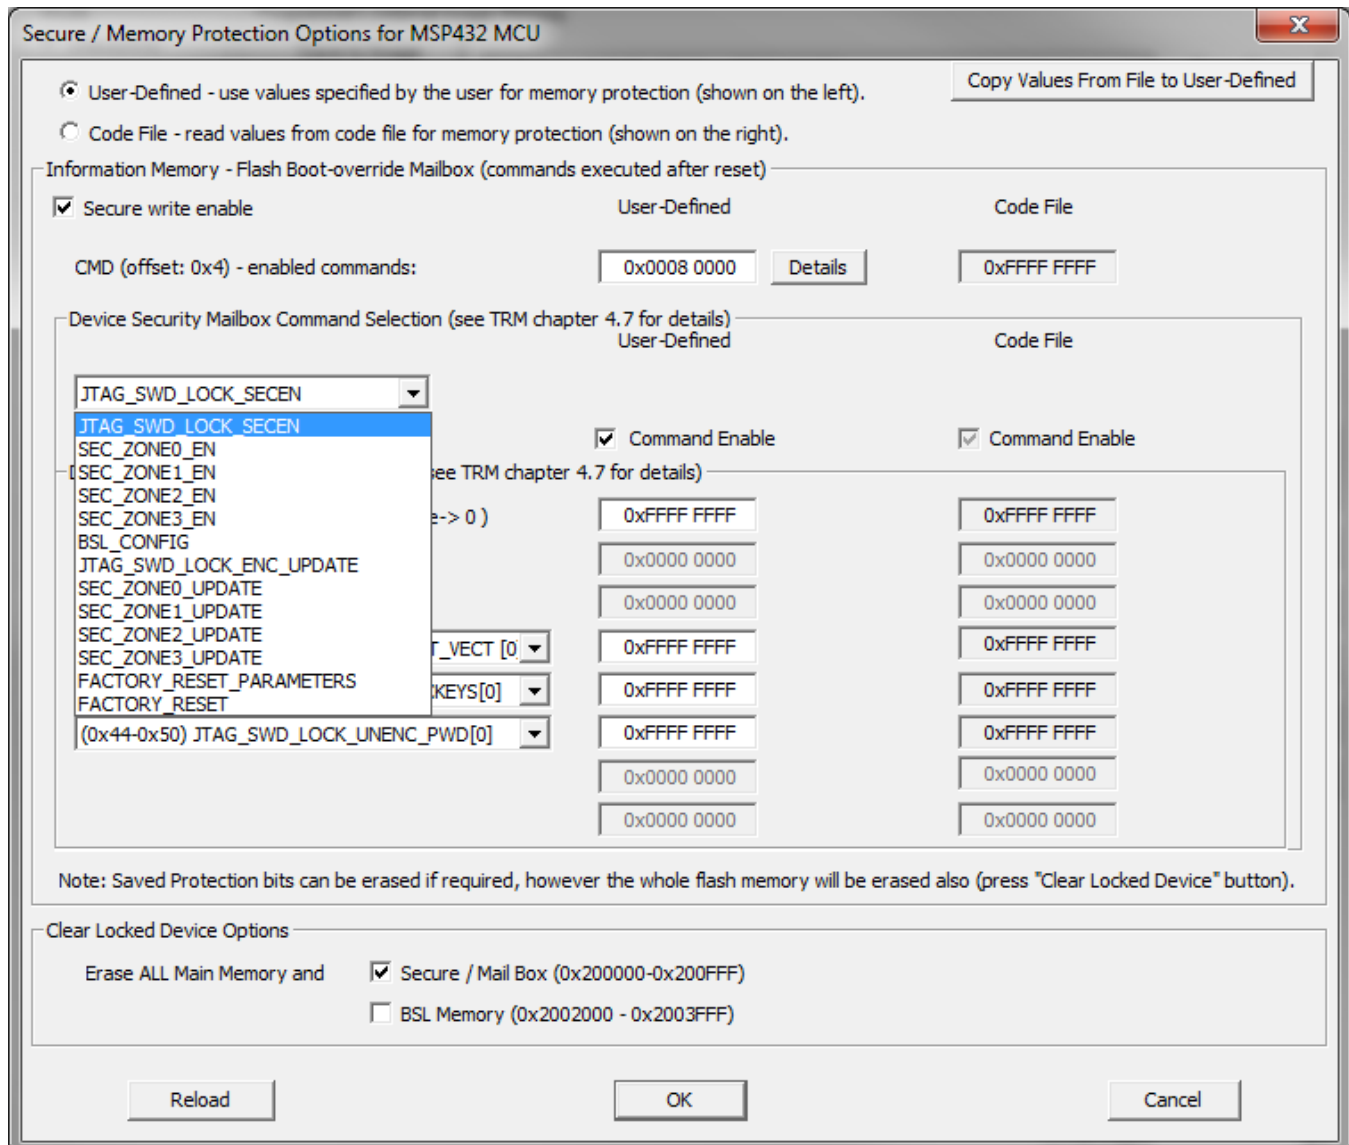 Secure / Memory Protection Options for MSP432 MCU
User-Defined - use values specified by the user for memory protection (shown on the left).
Copy Values From File to User-Defined
Code File - read values from code file for memory protection (shown on the right).
Information Memory - Flash Boot-override Mailbox (commands executed after reset)
Secure write enable User-Defined Code File
CMD (offset: 0x4) - enabled commands: 0x0008 0000 Details 0xFFFF FFFF
Device Security Mailbox Command Selection (see TRM chapter 4.7 for details)
User-Defined Code File
JTAG_SWD_LOCK_SECEN
JTAG_SWD_LOCK_SECEN
Command Enable Command Enable
SEC_ZONE0_EN
SEC_ZONE1_EN see TRM chapter 4.7 for details)
SEC_ZONE2_EN
SEC_ZONE3_EN e-> 0 ) 0xFFFF FFFF 0xFFFF FFFF
BSL_CONFIG
JTAG_SWD_LOCK_ENC_UPDATE 0x0000 0000 0x0000 0000
SEC_ZONE0_UPDATE
SEC_ZONE1_UPDATE 0x0000 0000 0x0000 0000
SEC_ZONE2_UPDATE
SEC_ZONE3_UPDATE T_VECT [0] 0xFFFF FFFF 0xFFFF FFFF
FACTORY_RESET_PARAMETERS
FACTORY_RESET KEYS[0] 0xFFFF FFFF 0xFFFF FFFF
(0x44-0x50) JTAG_SWD_LOCK_UNENC_PWD[0] 0xFFFF FFFF 0xFFFF FFFF
0x0000 0000 0x0000 0000
0x0000 0000 0x0000 0000
Note: Saved Protection bits can be erased if required, however the whole flash memory will be erased also (press "Clear Locked Device" button).
Clear Locked Device Options
Erase ALL Main Memory and Secure / Mail Box (0x200000-0x200FFF)
BSL Memory (0x2002000 - 0x2003FFF)
Reload OK Cancel